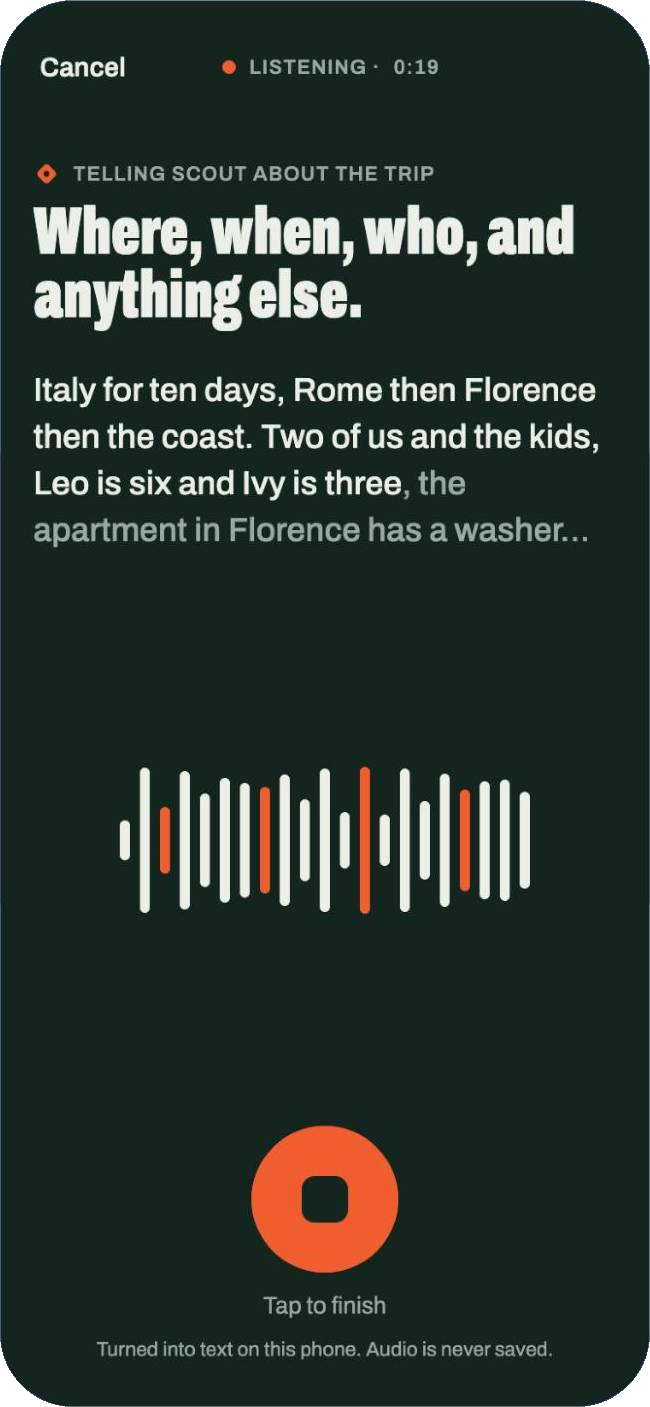 Cancel
LISTENING · 0:19
TELLING SCOUT ABOUT THE TRIP
Where, when, who, and
anything else.
Italy for ten days, Rome then Florence
then the coast. Two of us and the kids,
Leo is six and Ivy is three, the
apartment in Florence has a washer...
Tap to finish
Turned into text on this phone. Audio is never saved.